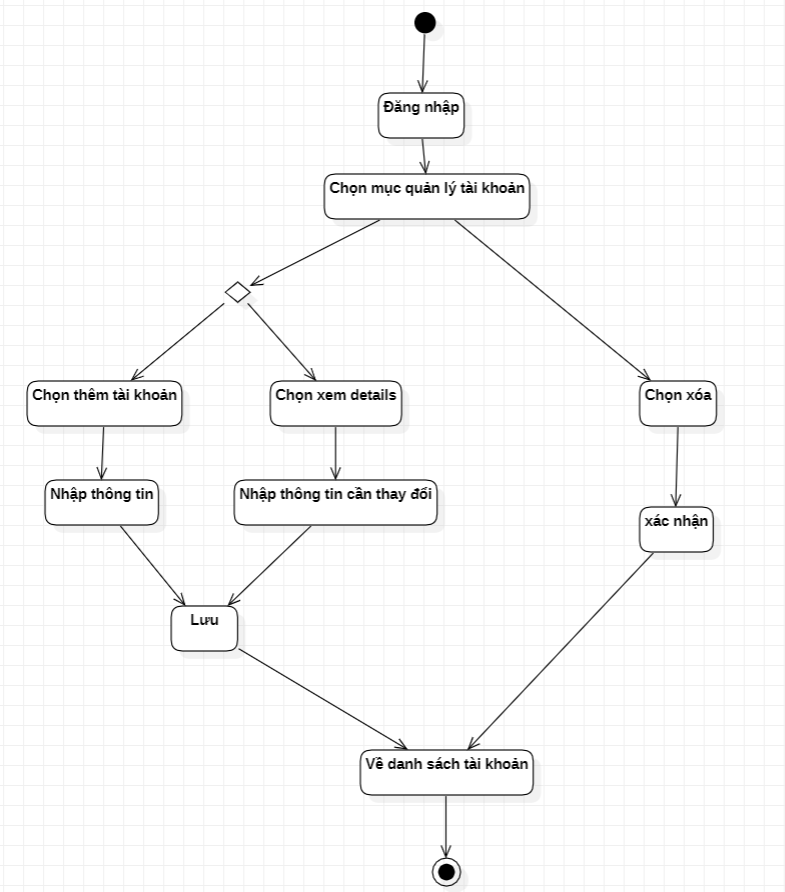 Đăng nhập
Chọn mục quản lý tài khoản
Chọn thêm tài khoản
Chọn xem details
Chọn xóa
Nhập thông tin
Nhập thông tin cần thay đổi
xác nhận
Lưu
Về danh sách tài khoản